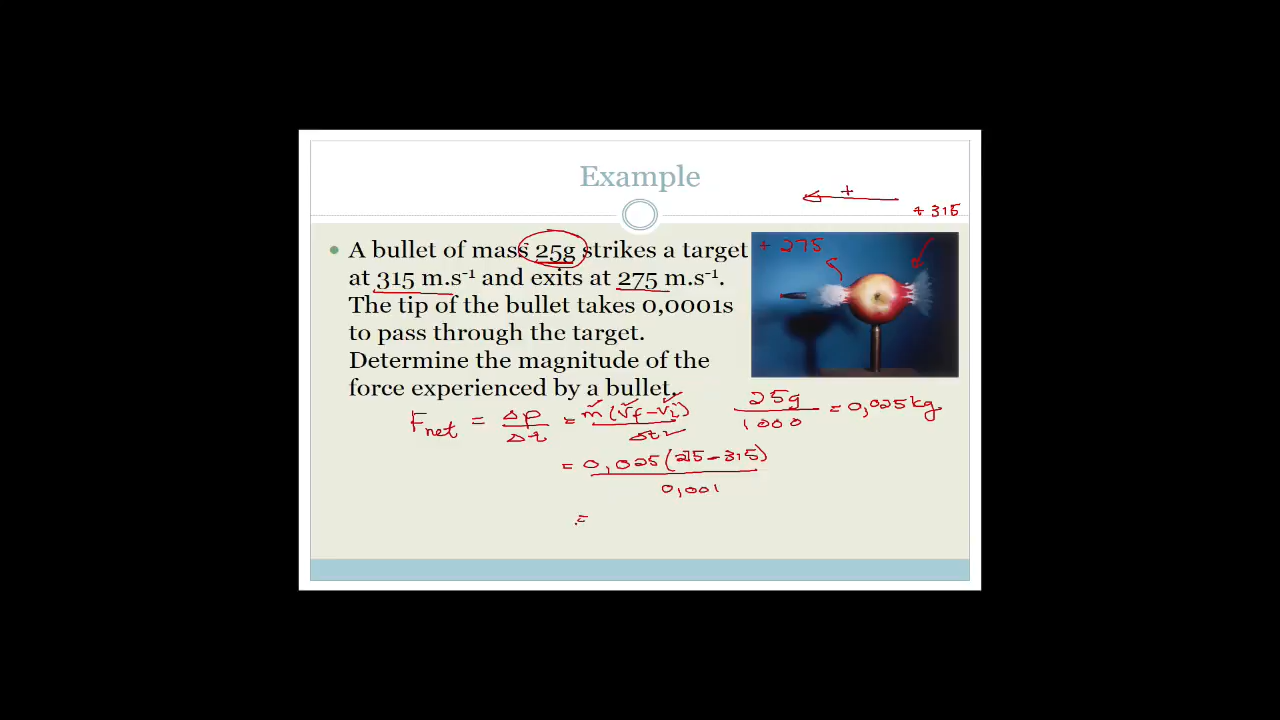 Example
+
+ 315
• A bullet of mass 25g strikes a target
at 315 m.s⁻¹ and exits at 275 m.s⁻¹.
The tip of the bullet takes 0,0001s
to pass through the target.
Determine the magnitude of the
force experienced by a bullet.
+ 275
Fnet = Δp/Δt = m(vf-vi)/Δt
25g/1000 = 0,025kg
= 0,025(275-315)/0,001
=